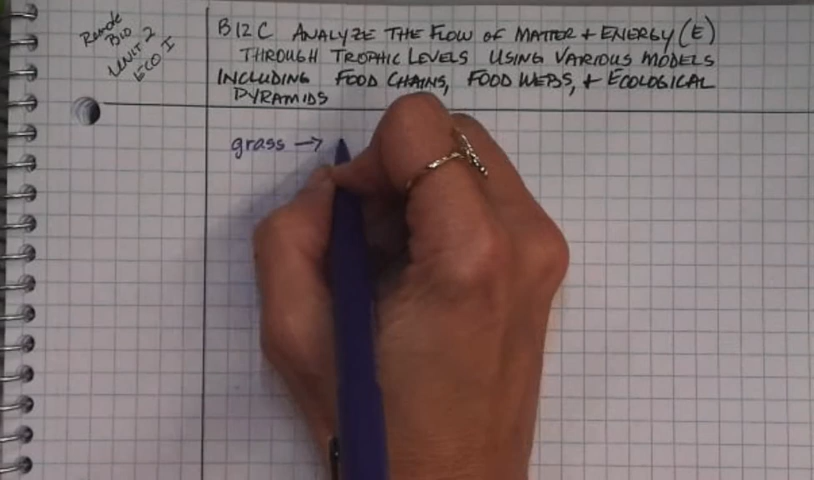 Remote
Bio
Unit 2
Eco I
B12C ANALYZE THE FLOW OF MATTER + ENERGY (E)
THROUGH TROPHIC LEVELS USING VARIOUS MODELS
INCLUDING FOOD CHAINS, FOOD WEBS, + ECOLOGICAL
PYRAMIDS
grass →